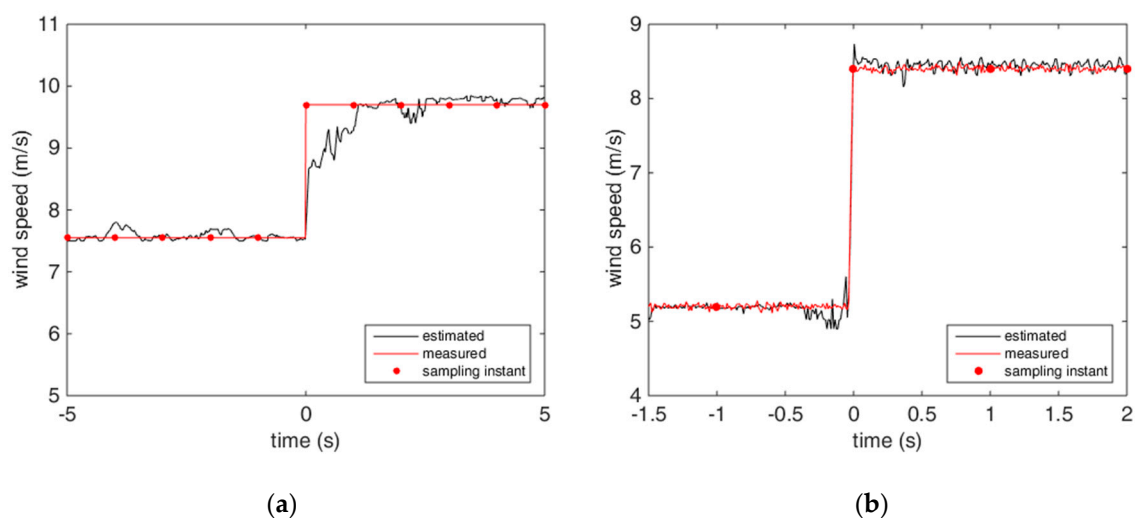 11
10
9
8
7
6
5
wind speed (m/s)
-5
0
5
time (s)
estimated
measured
sampling instant
(a)
9
8
7
6
5
4
wind speed (m/s)
-1.5
-1
-0.5
0
0.5
1
1.5
2
time (s)
estimated
measured
sampling instant
(b)